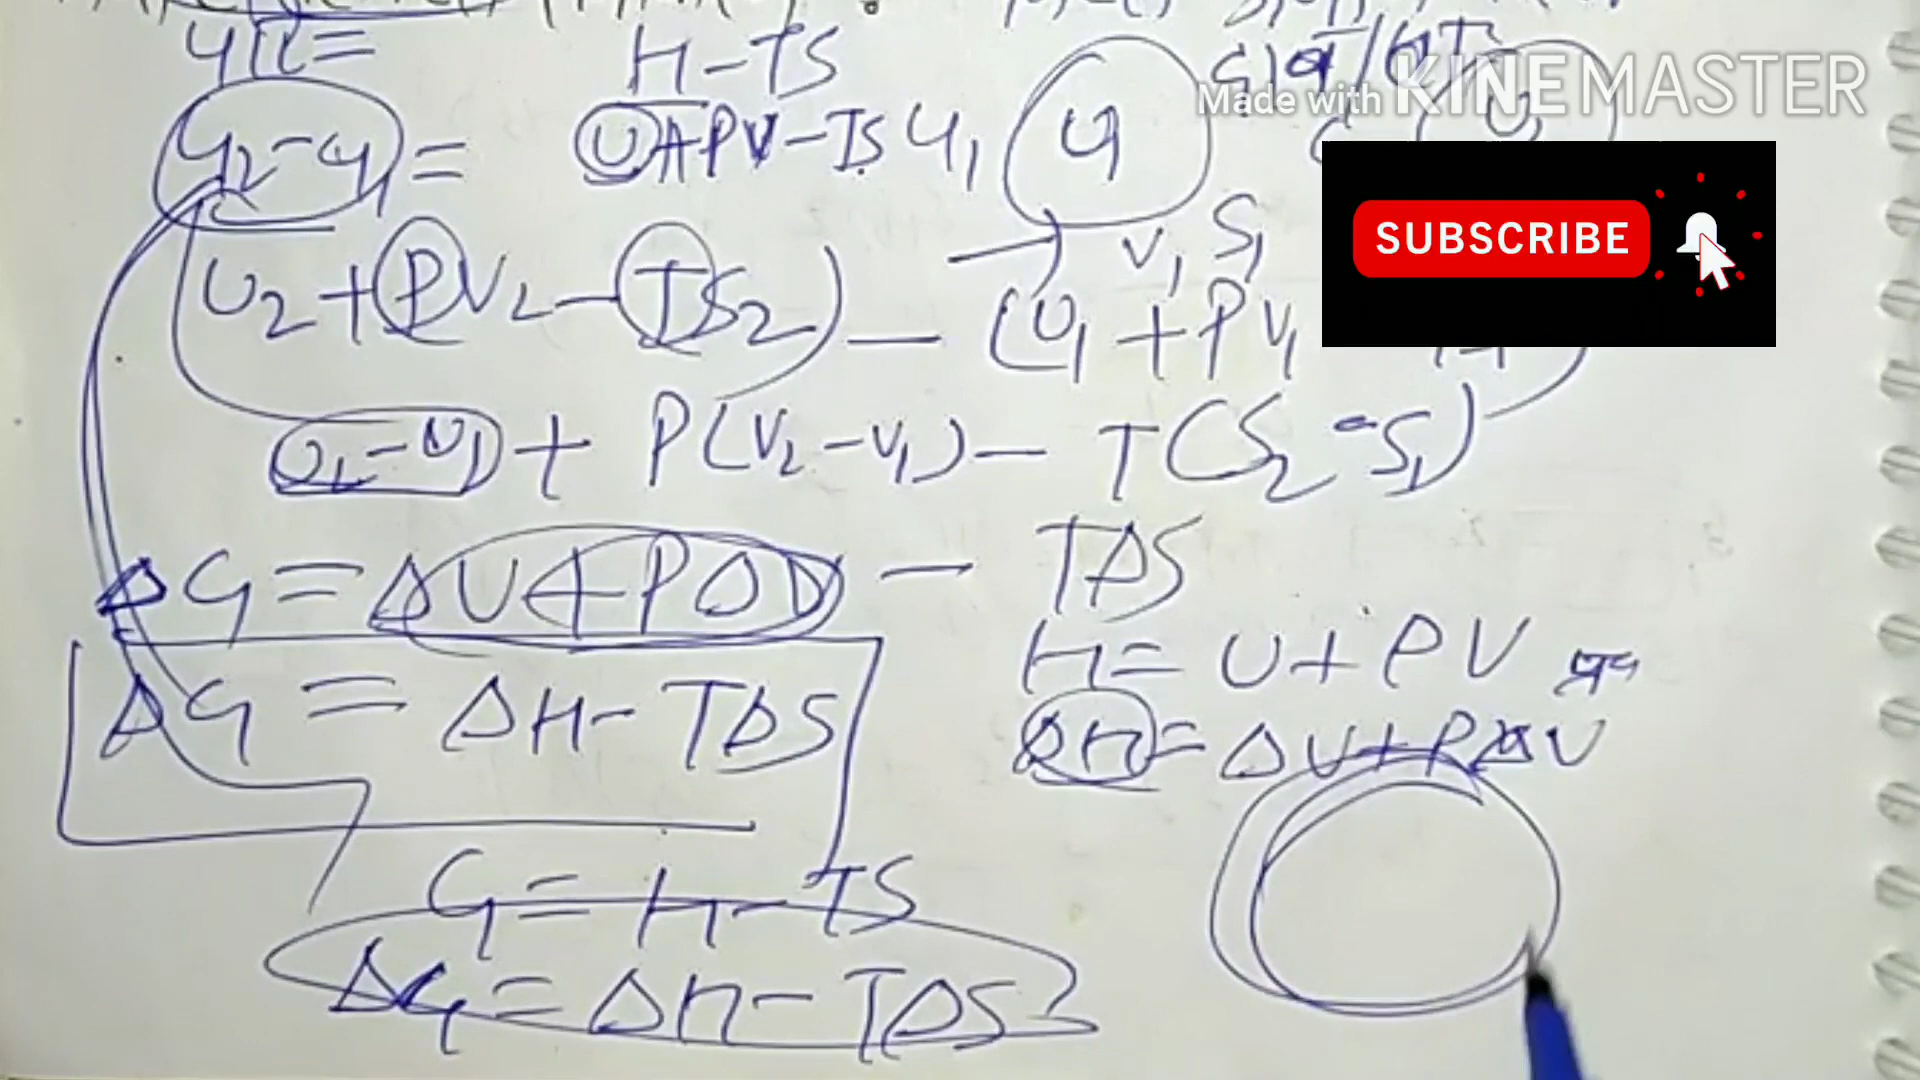 H-TS
Made with KINEMASTER
G2-G1 = U+PV-TS G1 G
SUBSCRIBE
V1 S1
U2+PV2-TS2) - (U1+PV1
U2-U1 + P(V2-V1) - T(S2-S1)
ΔG = ΔU+PΔV - TΔS
H = U+PV
ΔG = ΔH-TΔS
ΔH = ΔU+PΔV
G = H-TS
ΔG = ΔH-TΔS